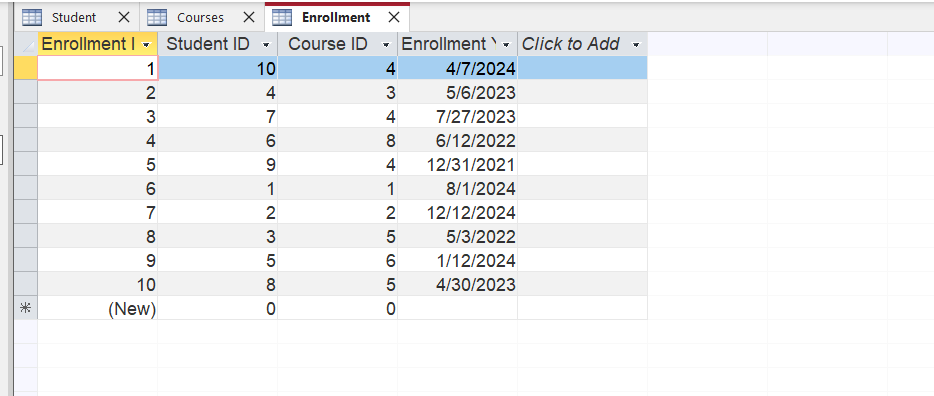 Student Courses Enrollment
Enrollment I Student ID Course ID Enrollment Y Click to Add
1 10 4 4/7/2024
2 4 3 5/6/2023
3 7 4 7/27/2023
4 6 8 6/12/2022
5 9 4 12/31/2021
6 1 1 8/1/2024
7 2 2 12/12/2024
8 3 5 5/3/2022
9 5 6 1/12/2024
10 8 5 4/30/2023
(New) 0 0